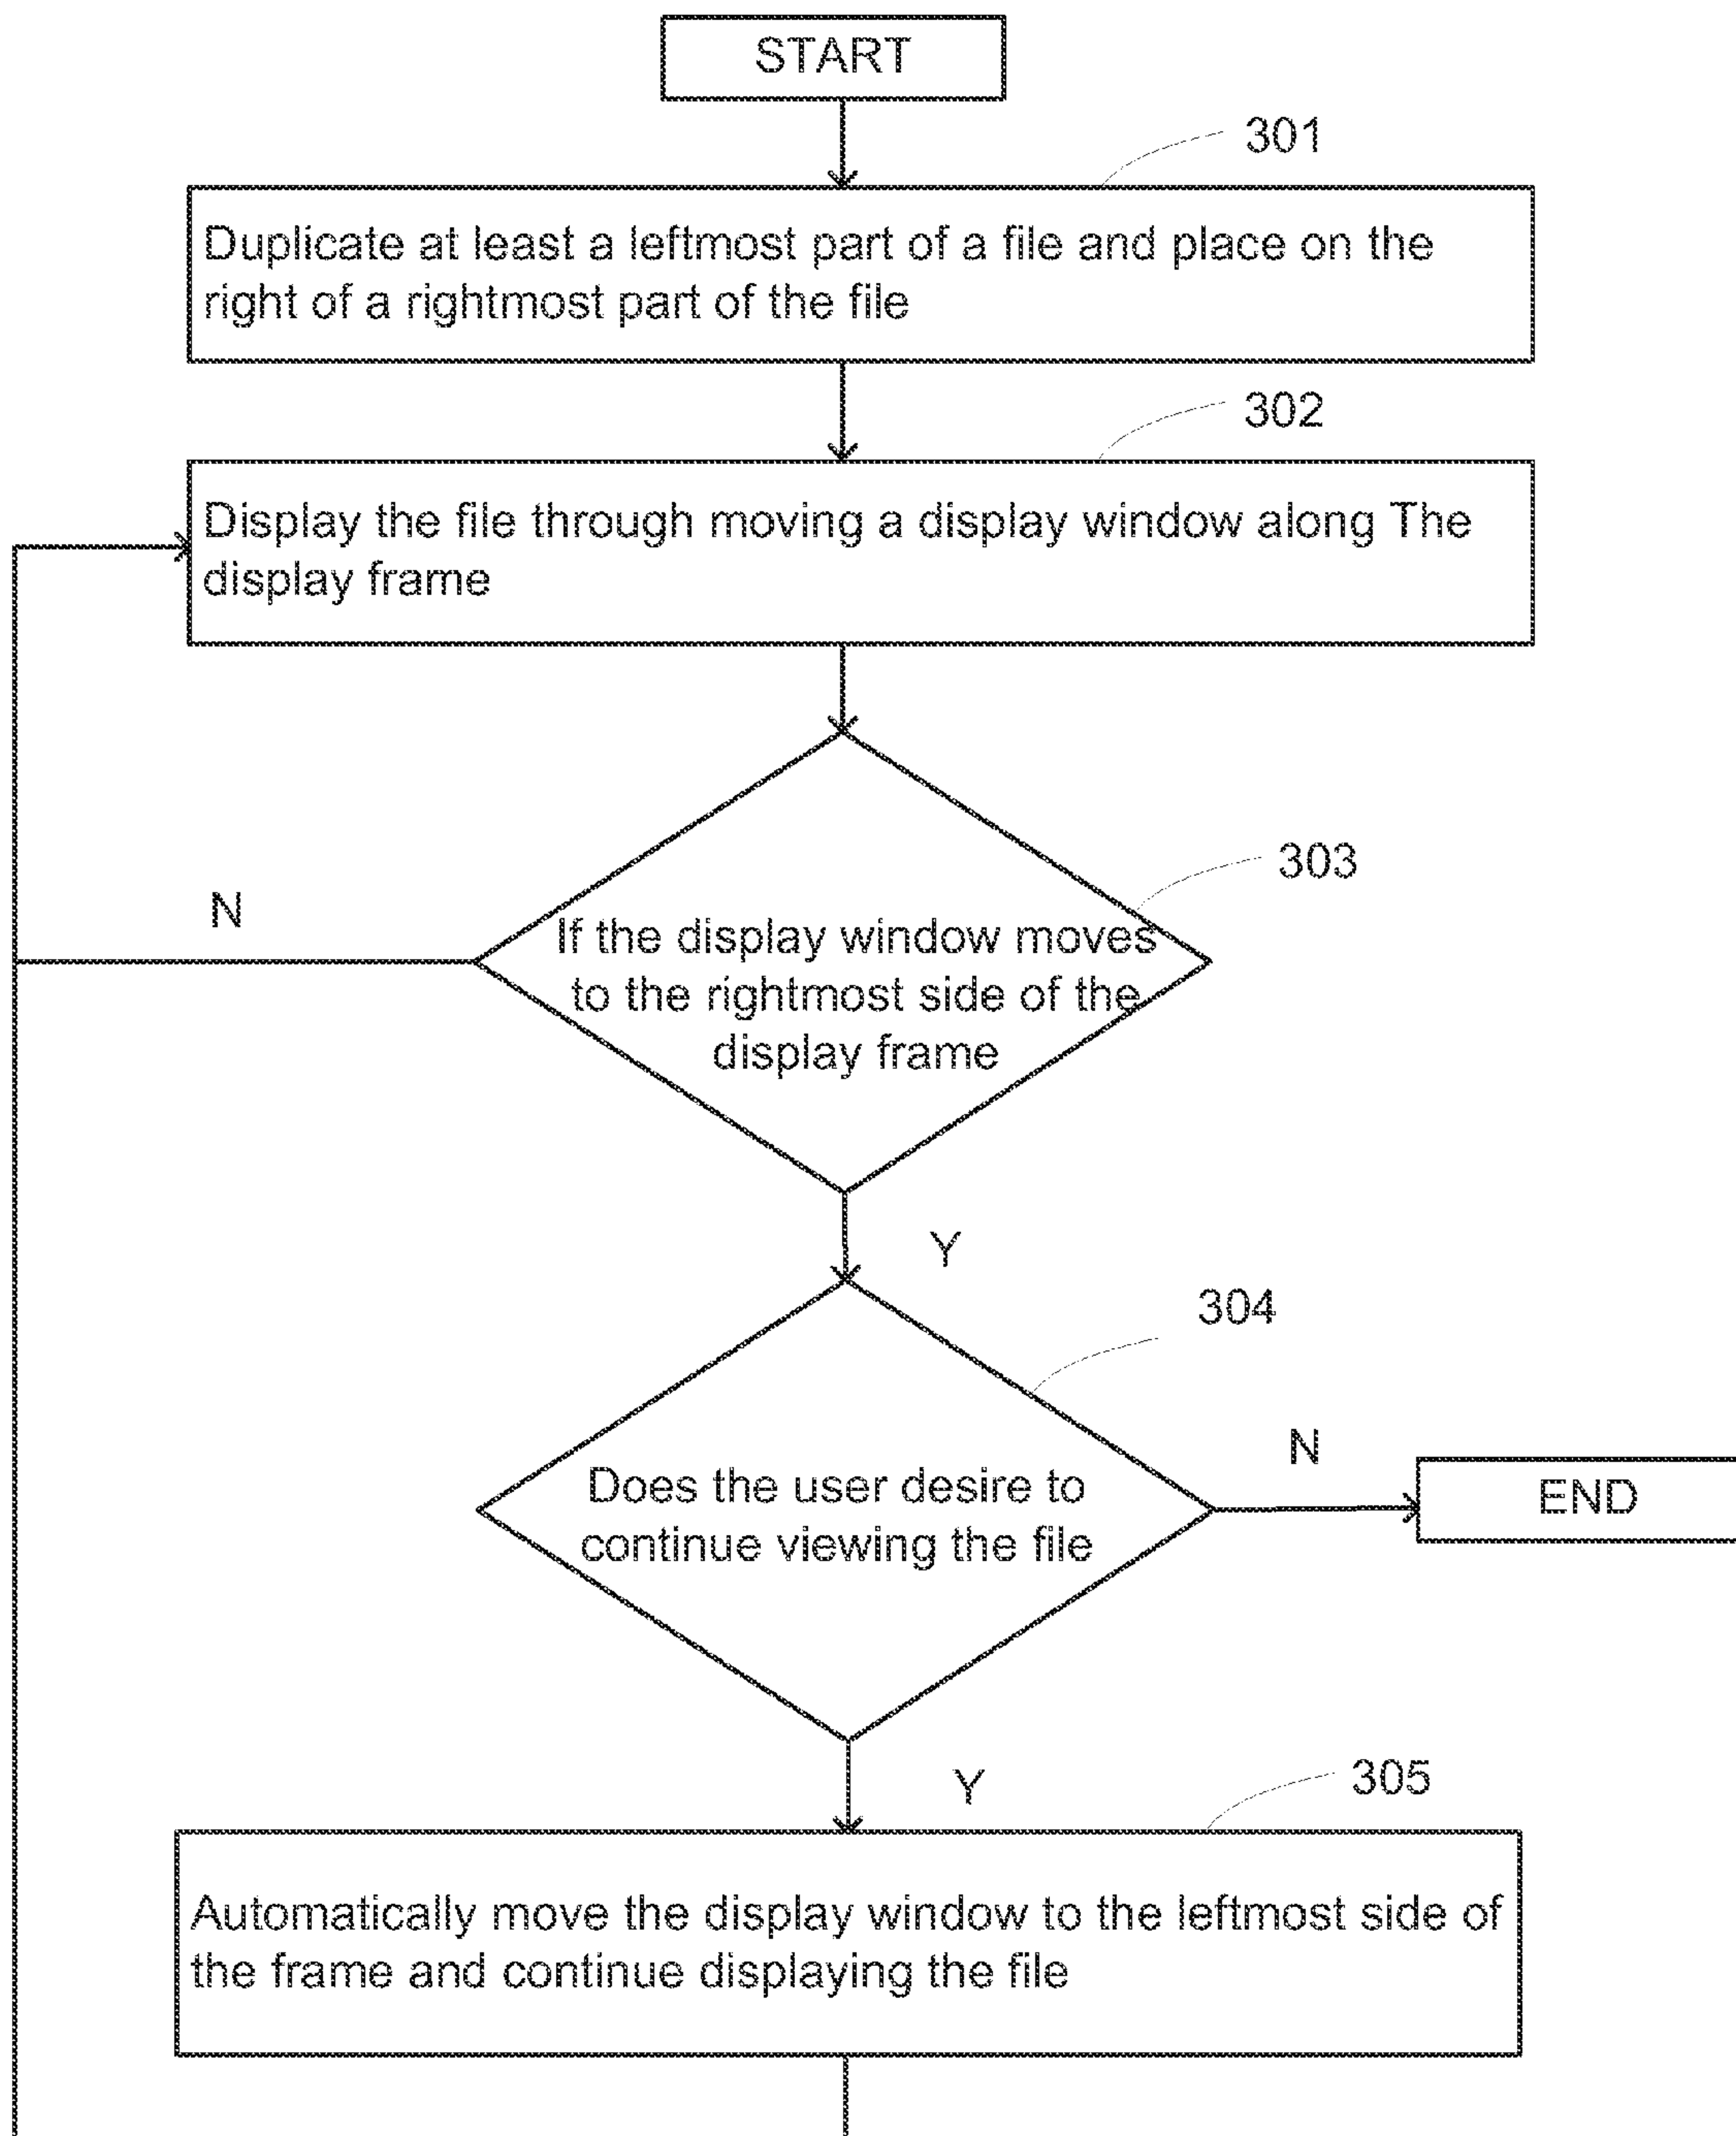 START
301
Duplicate at least a leftmost part of a file and place on the
right of a rightmost part of the file
302
Display the file through moving a display window along The
display frame
303
N
If the display window moves
to the rightmost side of the
display frame
Y
304
N
Does the user desire to
continue viewing the file
END
Y
305
Automatically move the display window to the leftmost side of
the frame and continue displaying the file